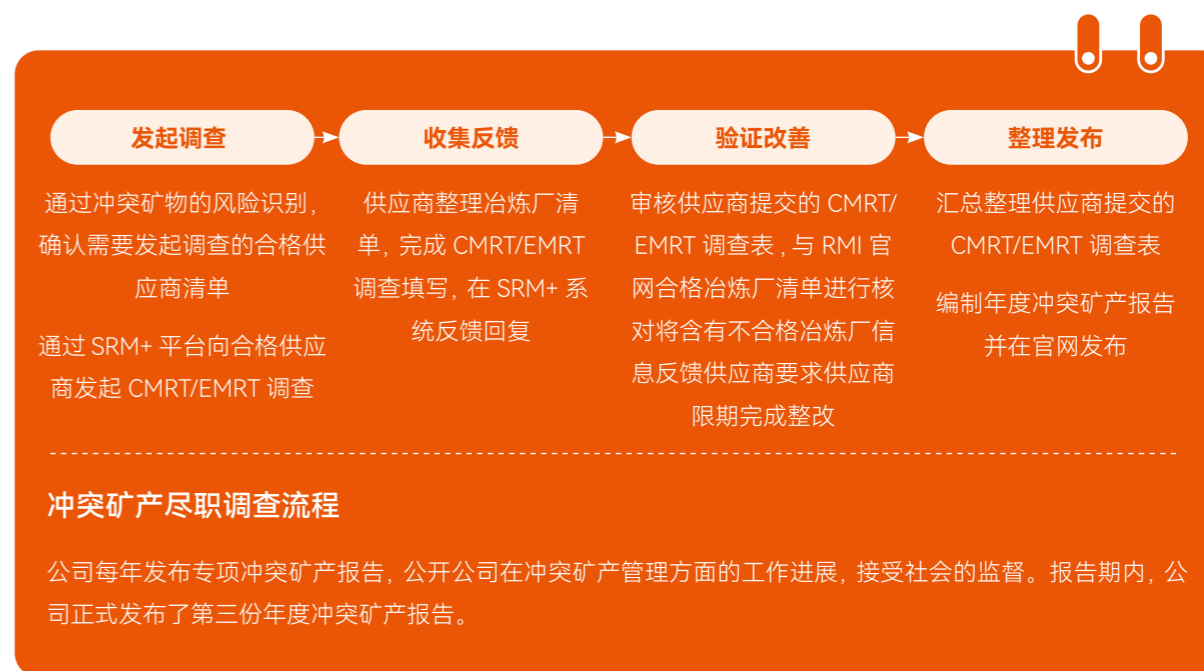 发起调查
通过冲突矿物的风险识别,
确认需要发起调查的合格供
应商清单
通过 SRM+ 平台向合格供应
商发起 CMRT/EMRT 调查
收集反馈
供应商整理冶炼厂清
单, 完成 CMRT/EMRT
调查填写, 在 SRM+ 系
统反馈回复
验证改善
审核供应商提交的 CMRT/
EMRT 调查表 , 与 RMI 官
网合格冶炼厂清单进行核
对将含有不合格冶炼厂信
息反馈供应商要求供应商
限期完成整改
整理发布
汇总整理供应商提交的
CMRT/EMRT 调查表
编制年度冲突矿产报告
并在官网发布
冲突矿产尽职调查流程
公司每年发布专项冲突矿产报告, 公开公司在冲突矿产管理方面的工作进展, 接受社会的监督。报告期内, 公
司正式发布了第三份年度冲突矿产报告。